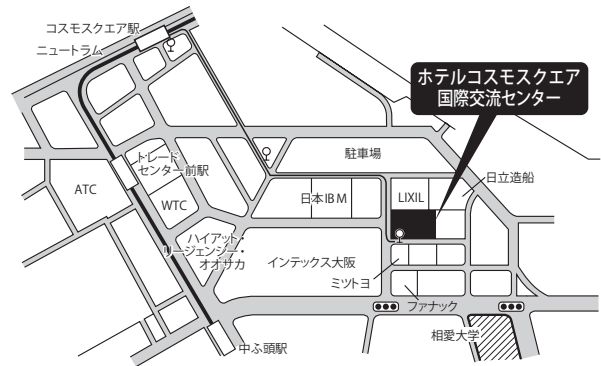 コスモスクエア駅
ニュートラム
ホテルコスモスクエア
国際交流センター
駐車場
トレード
センター前駅
日立造船
ATC
WTC
日本IBM
LIXIL
ハイアット・
リージェンシー・
オオサカ
インテックス大阪
ミツトヨ
ファナック
相愛大学
中ふ頭駅